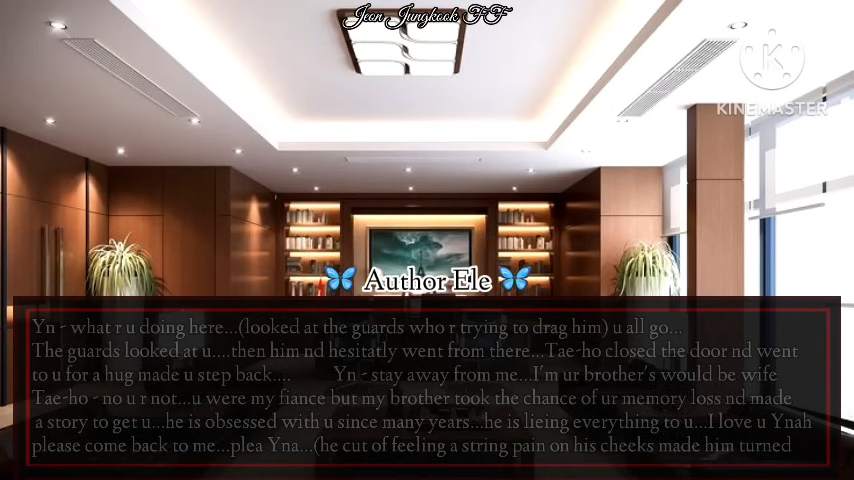 Jeon Jungkook FF
KINEMASTER
🦋 Author Ele 🦋
Yn - what r u doing here...(looked at the guards who r trying to drag him) u all go...
The guards looked at u....then him nd hesitatly went from there...Tae-ho closed the door nd went
to u for a hug made u step back.... Yn - stay away from me...I'm ur brother's would be wife
Tae-ho - no u r not...u were my fiance but my brother took the chance of ur memory loss nd made
a story to get u...he is obsessed with u since many years...he is lieing everything to u...I love u Ynah
please come back to me...plea Yna...(he cut of feeling a string pain on his cheeks made him turned